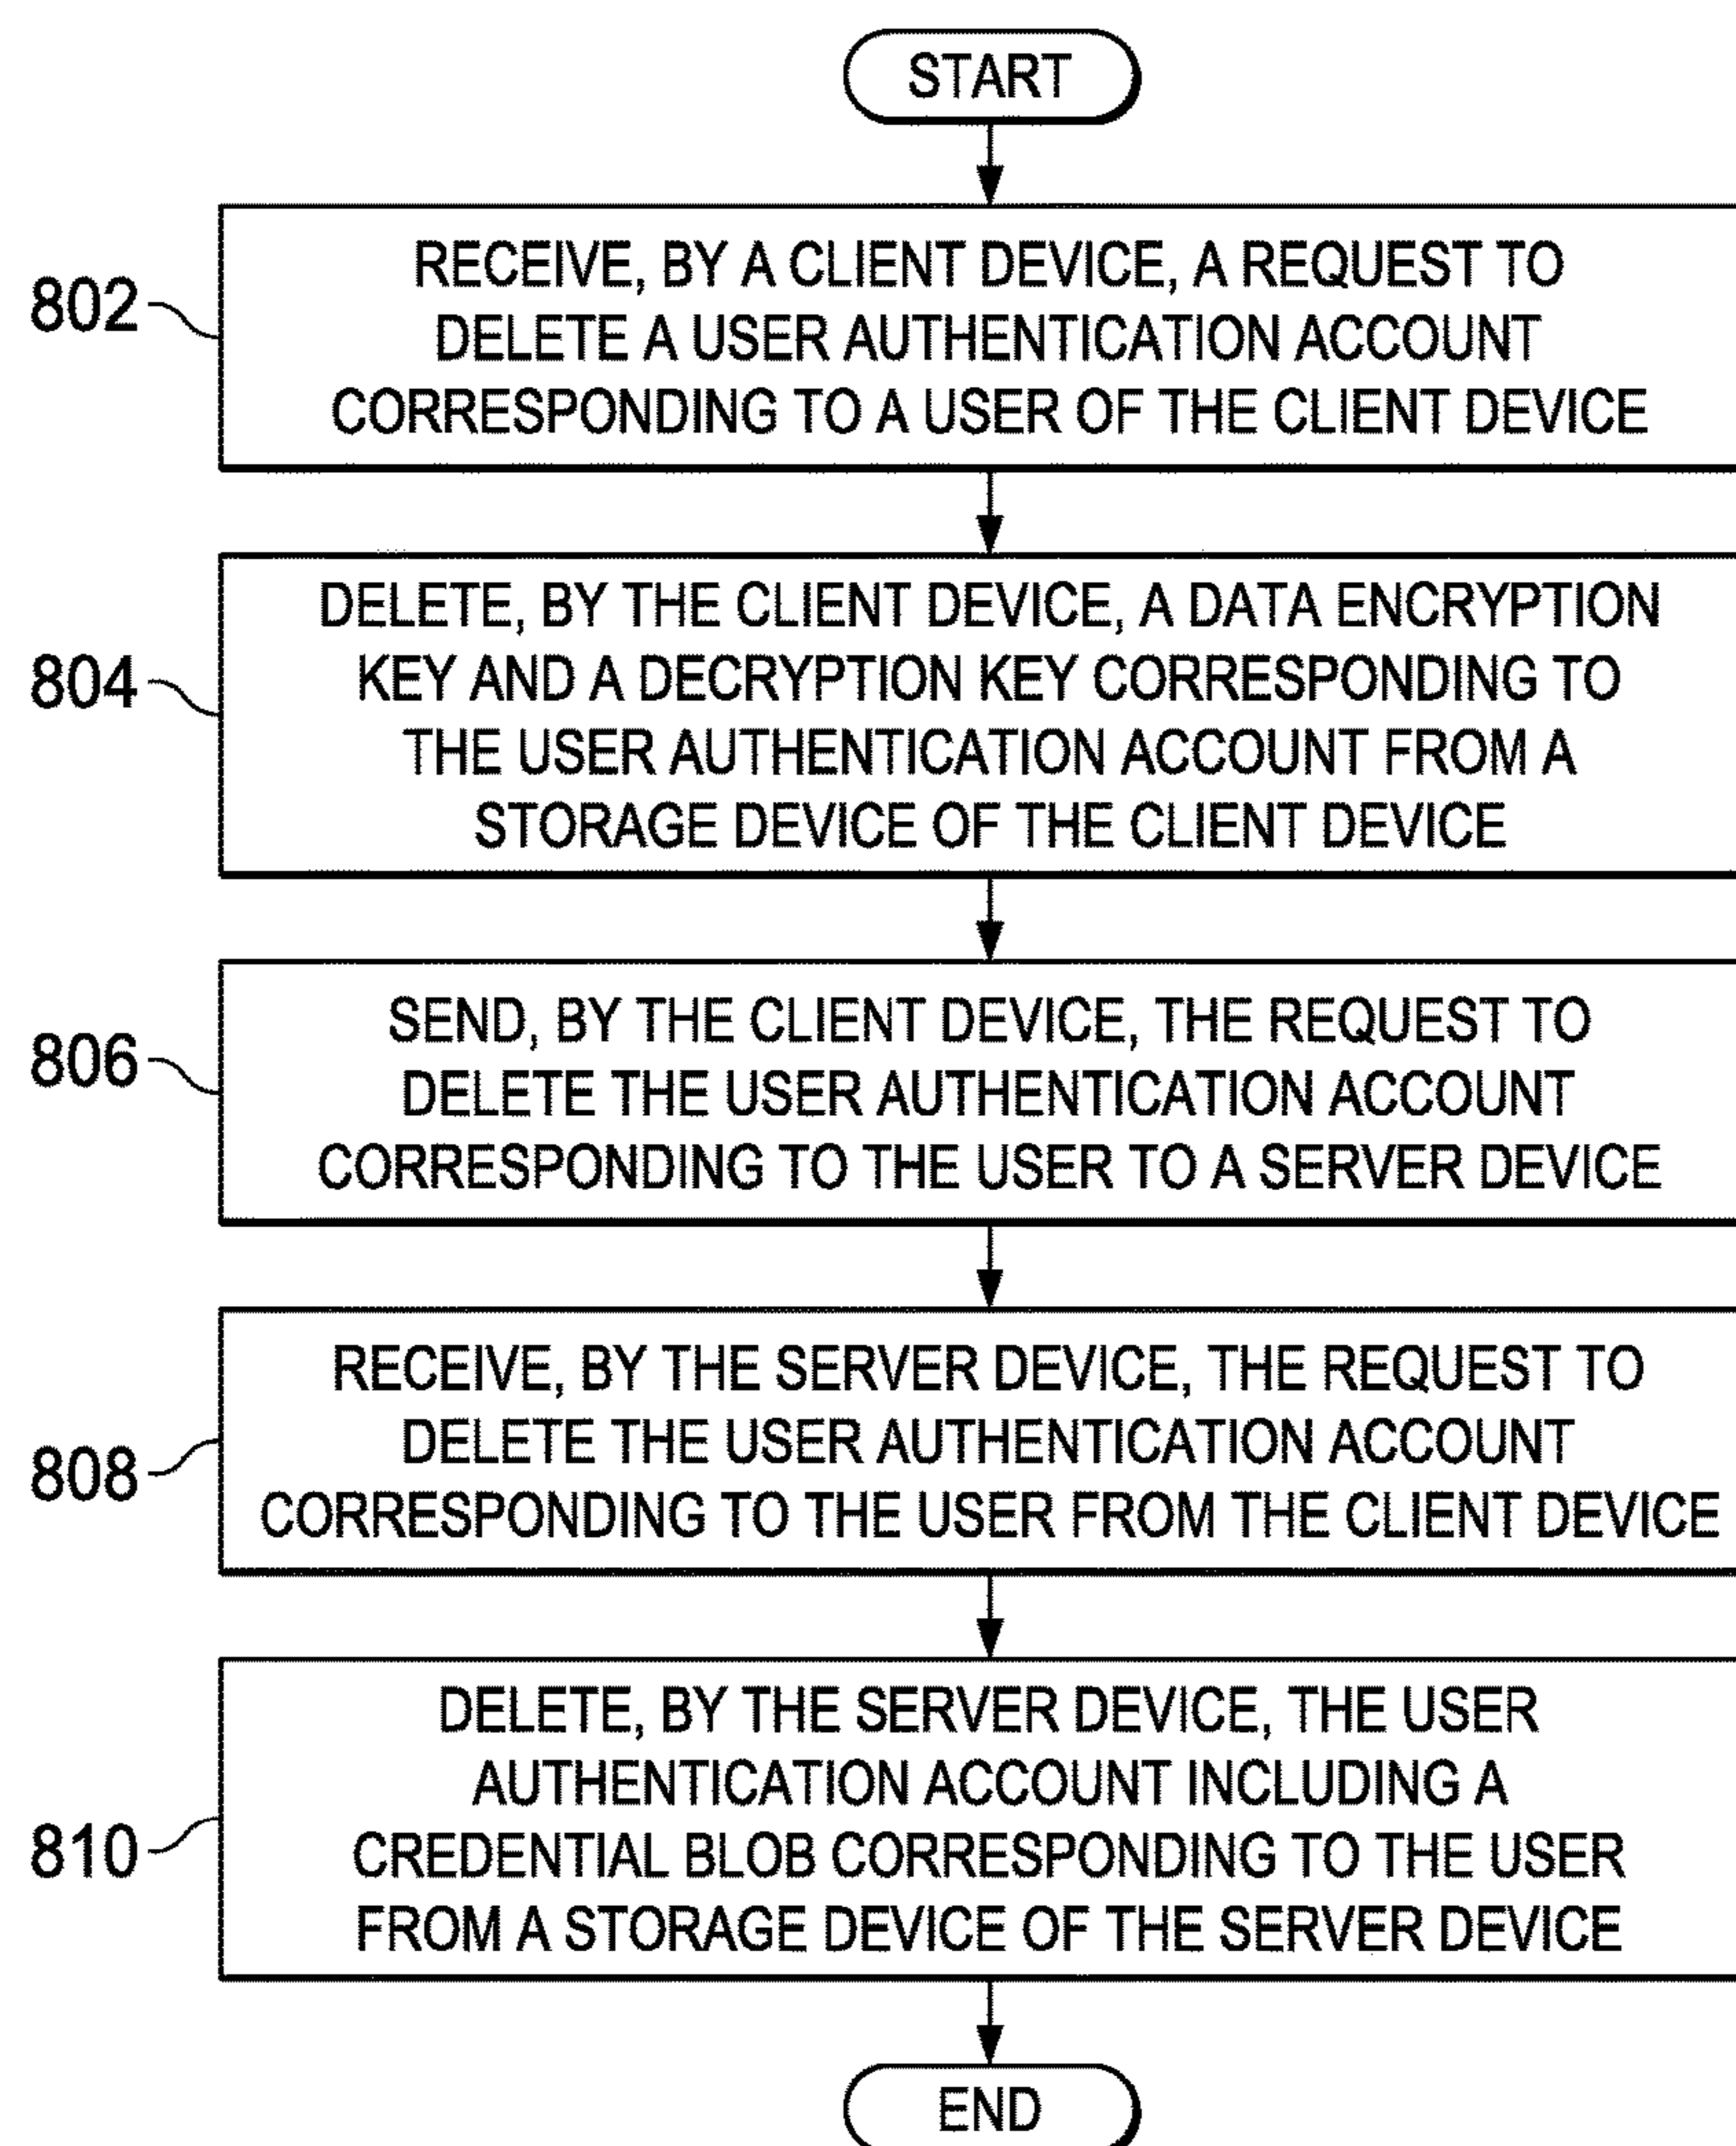 START
802
RECEIVE, BY A CLIENT DEVICE, A REQUEST TO
DELETE A USER AUTHENTICATION ACCOUNT
CORRESPONDING TO A USER OF THE CLIENT DEVICE
804
DELETE, BY THE CLIENT DEVICE, A DATA ENCRYPTION
KEY AND A DECRYPTION KEY CORRESPONDING TO
THE USER AUTHENTICATION ACCOUNT FROM A
STORAGE DEVICE OF THE CLIENT DEVICE
806
SEND, BY THE CLIENT DEVICE, THE REQUEST TO
DELETE THE USER AUTHENTICATION ACCOUNT
CORRESPONDING TO THE USER TO A SERVER DEVICE
808
RECEIVE, BY THE SERVER DEVICE, THE REQUEST TO
DELETE THE USER AUTHENTICATION ACCOUNT
CORRESPONDING TO THE USER FROM THE CLIENT DEVICE
810
DELETE, BY THE SERVER DEVICE, THE USER
AUTHENTICATION ACCOUNT INCLUDING A
CREDENTIAL BLOB CORRESPONDING TO THE USER
FROM A STORAGE DEVICE OF THE SERVER DEVICE
END